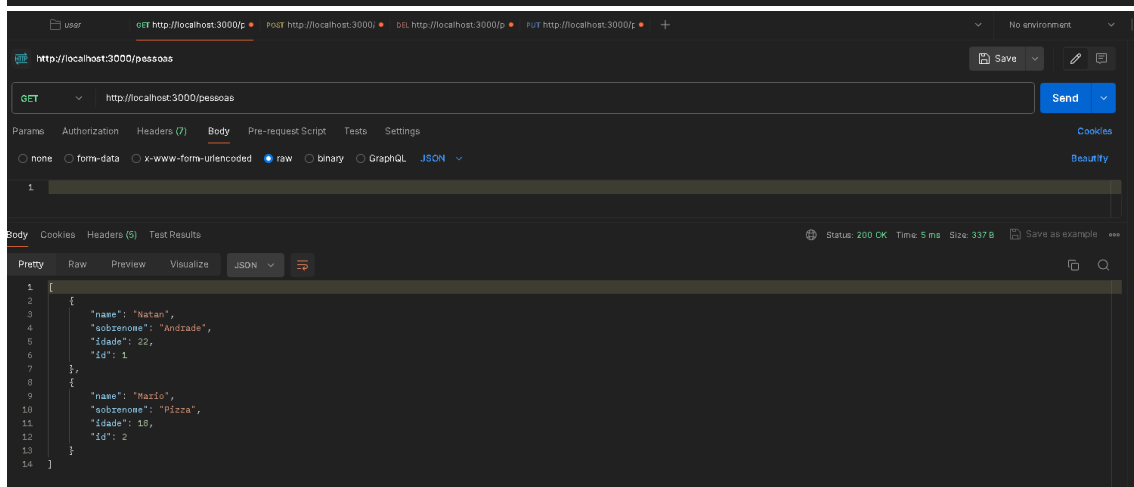 user GET http://localhost:3000/p POST http://localhost:3000/ DEL http://localhost:3000/p PUT http://localhost:3000/p No environment
HTTP http://localhost:3000/pessoas Save
GET http://localhost:3000/pessoas Send
Params Authorization Headers (7) Body Pre-request Script Tests Settings Cookies
none form-data x-www-form-urlencoded raw binary GraphQL JSON Beautify
1
Body Cookies Headers (5) Test Results Status: 200 OK Time: 5 ms Size: 337 B Save as example
Pretty Raw Preview Visualize JSON
1 [
2 {
3 "name": "Natan",
4 "sobrenome": "Andrade",
5 "idade": 22,
6 "id": 1
7 },
8 {
9 "name": "Mario",
10 "sobrenome": "Pizza",
11 "idade": 18,
12 "id": 2
13 }
14 ]